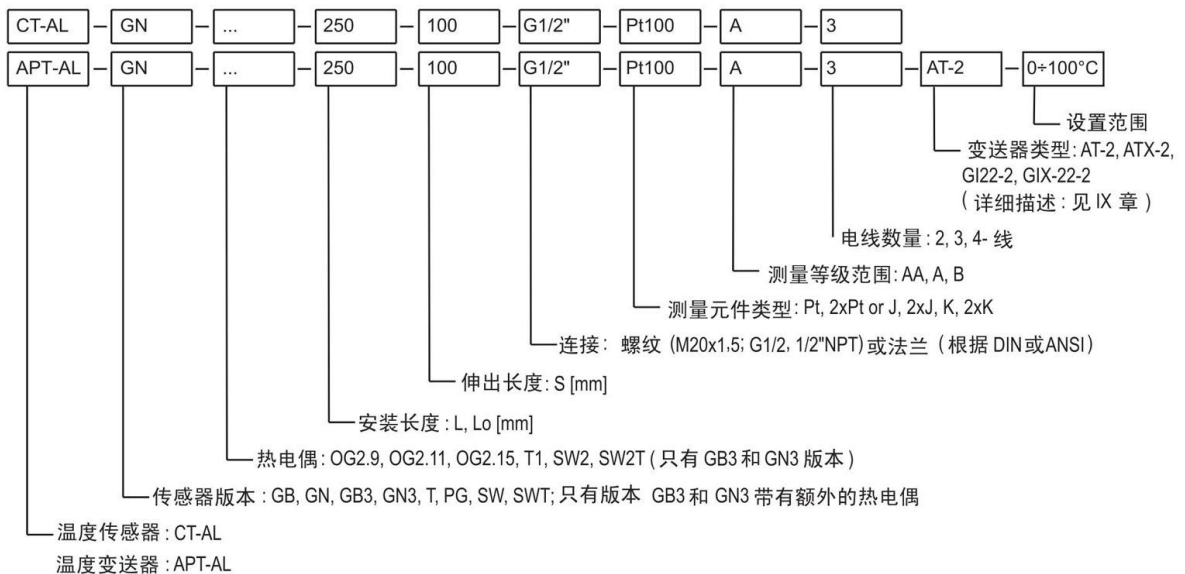 CT-AL GN ... 250 100 G1/2" Pt100 A 3
APT-AL GN ... 250 100 G1/2" Pt100 A 3 AT-2 0÷100°C
设置范围
变送器类型: AT-2, ATX-2,
GI22-2, GIX-22-2
( 详细描述 : 见 IX 章 )
电线数量 : 2, 3, 4- 线
测量等级范围: AA, A, B
测量元件类型: Pt, 2xPt or J, 2xJ, K, 2xK
连接: 螺纹 (M20x1,5; G1/2, 1/2"NPT) 或法兰 ( 根据 DIN 或ANSI )
伸出长度: S [mm]
安装长度 : L, Lo [mm]
热电偶: OG2.9, OG2.11, OG2.15, T1, SW2, SW2T ( 只有 GB3 和 GN3 版本 )
传感器版本 : GB, GN, GB3, GN3, T, PG, SW, SWT; 只有版本 GB3 和 GN3 带有额外的热电偶
温度传感器 : CT-AL
温度变送器 : APT-AL